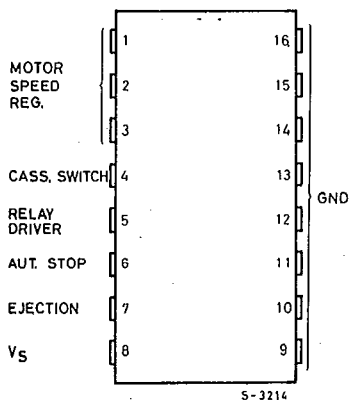 1 16
MOTOR
SPEED
REG.
2 15
3 14
CASS. SWITCH 4 13
GND
RELAY
DRIVER
5 12
AUT. STOP 6 11
EJECTION 7 10
VS 8 9
S-3214